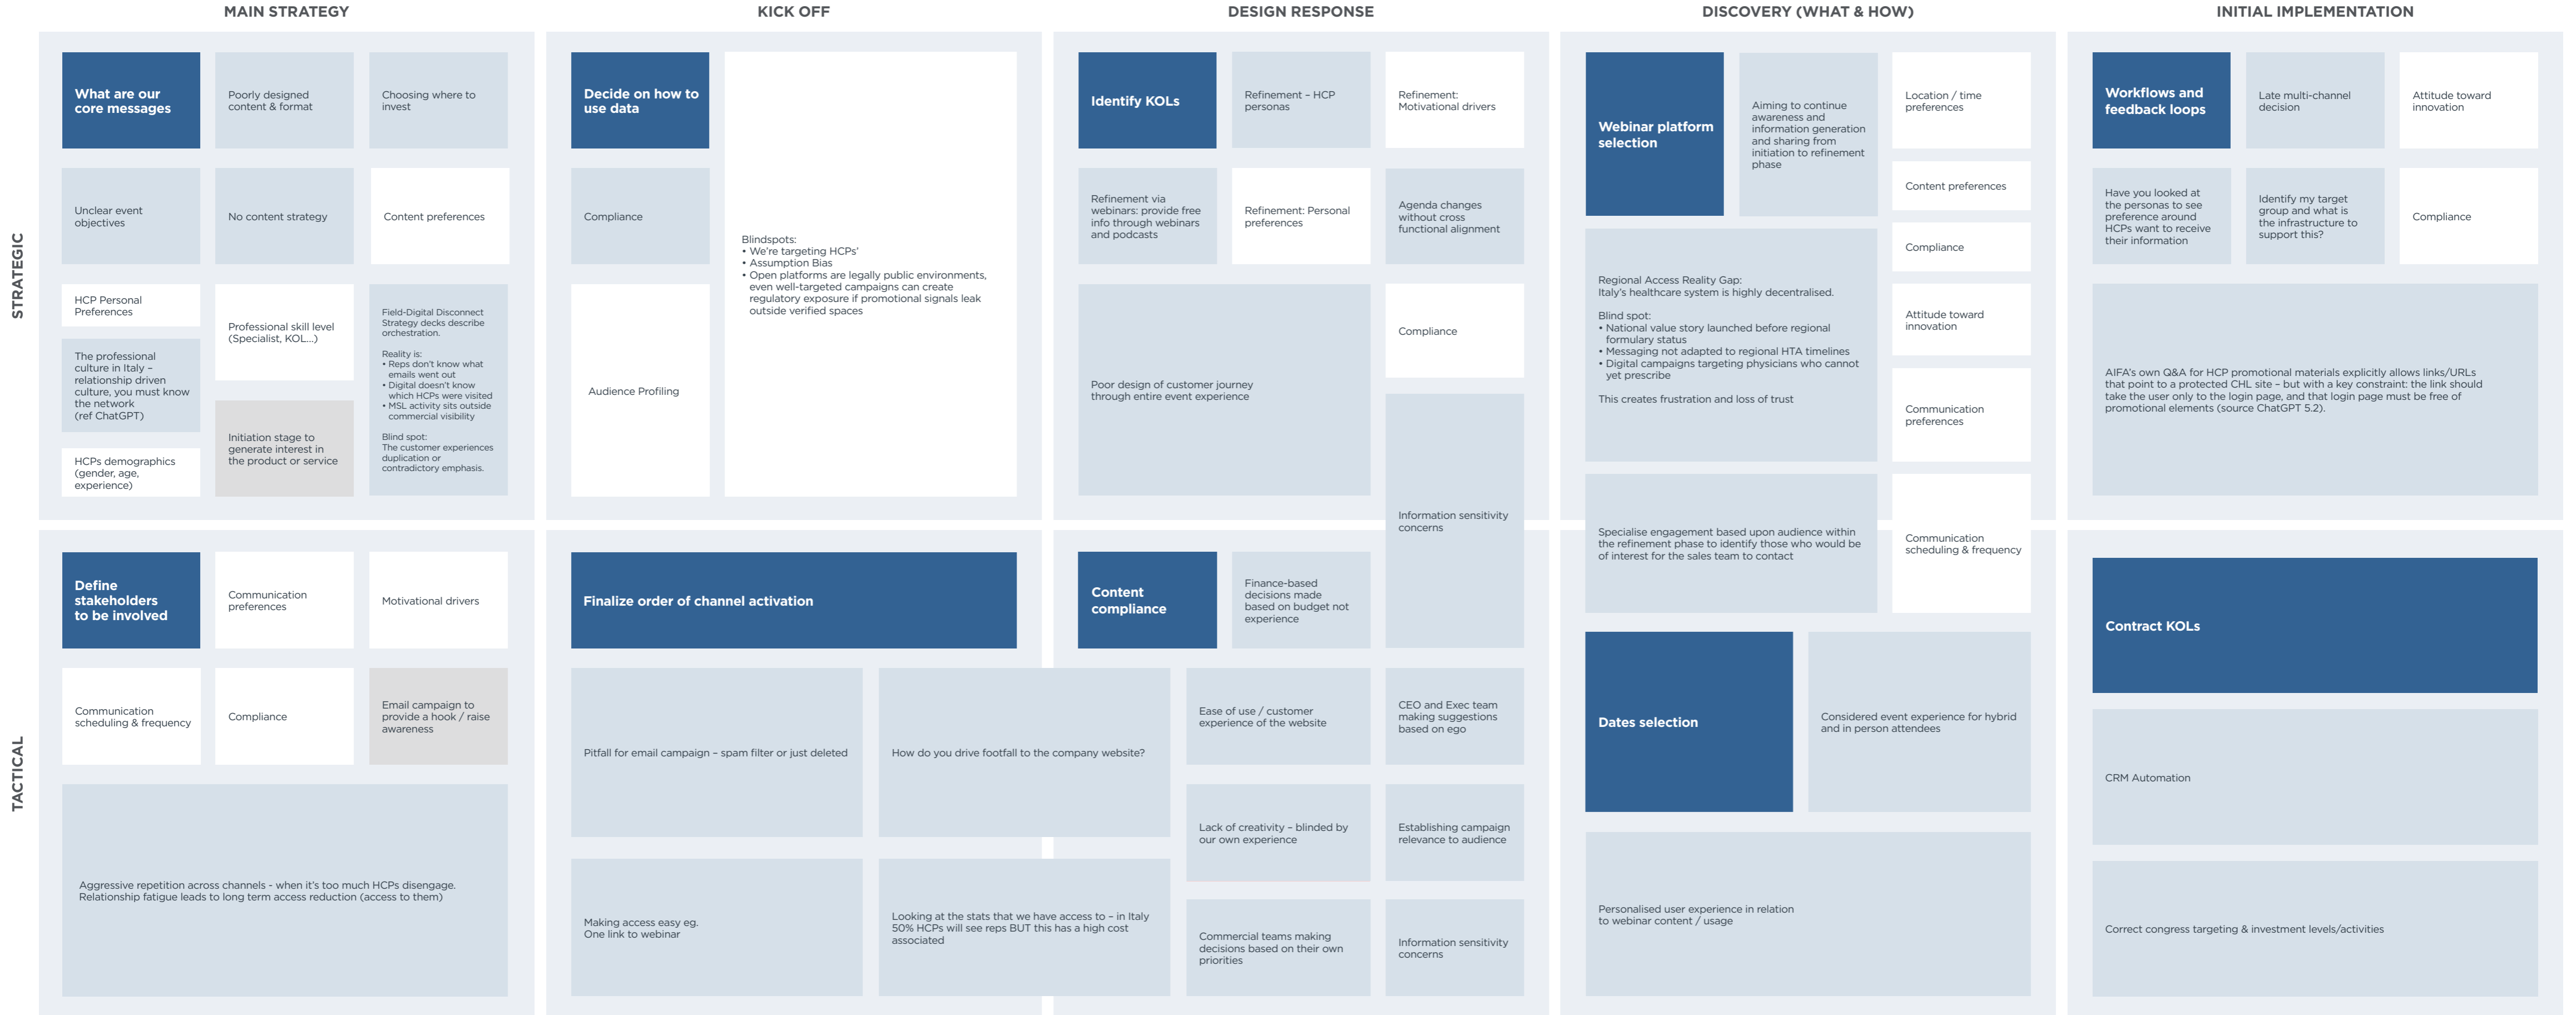 MAIN STRATEGY
KICK OFF
DESIGN RESPONSE
DISCOVERY (WHAT & HOW)
INITIAL IMPLEMENTATION
STRATEGIC
What are our
core messages
Poorly designed
content & format
Choosing where to
invest
Unclear event
objectives
No content strategy
Content preferences
HCP Personal
Preferences
Professional skill level
(Specialist, KOL...)
Field-Digital Disconnect
Strategy decks describe
orchestration.
Reality is:
• Reps don't know what
emails went out
• Digital doesn't know
which HCPs were visited
• MSL activity sits outside
commercial visibility
Blind spot:
The customer experiences
duplication or
contradictory emphasis.
The professional
culture in Italy –
relationship driven
culture, you must know
the network
(ref ChatGPT)
Initiation stage to
generate interest in
the product or service
HCPs demographics
(gender, age,
experience)
Decide on how to
use data
Compliance
Audience Profiling
Blindspots:
• We're targeting HCPs'
• Assumption Bias
• Open platforms are legally public environments,
even well-targeted campaigns can create
regulatory exposure if promotional signals leak
outside verified spaces
Identify KOLs
Refinement – HCP
personas
Refinement:
Motivational drivers
Refinement via
webinars: provide free
info through webinars
and podcasts
Refinement: Personal
preferences
Agenda changes
without cross
functional alignment
Poor design of customer journey
through entire event experience
Compliance
Information sensitivity
concerns
Webinar platform
selection
Aiming to continue
awareness and
information generation
and sharing from
initiation to refinement
phase
Location / time
preferences
Content preferences
Compliance
Regional Access Reality Gap:
Italy's healthcare system is highly decentralised.
Blind spot:
• National value story launched before regional
formulary status
• Messaging not adapted to regional HTA timelines
• Digital campaigns targeting physicians who cannot
yet prescribe
This creates frustration and loss of trust
Attitude toward
innovation
Communication
preferences
Specialise engagement based upon audience within
the refinement phase to identify those who would be
of interest for the sales team to contact
Communication
scheduling & frequency
Workflows and
feedback loops
Late multi-channel
decision
Attitude toward
innovation
Have you looked at
the personas to see
preference around
HCPs want to receive
their information
Identify my target
group and what is
the infrastructure to
support this?
Compliance
AIFA's own Q&A for HCP promotional materials explicitly allows links/URLs
that point to a protected CHL site – but with a key constraint: the link should
take the user only to the login page, and that login page must be free of
promotional elements (source ChatGPT 5.2).
TACTICAL
Define
stakeholders
to be involved
Communication
preferences
Motivational drivers
Communication
scheduling & frequency
Compliance
Email campaign to
provide a hook / raise
awareness
Aggressive repetition across channels - when it's too much HCPs disengage.
Relationship fatigue leads to long term access reduction (access to them)
Finalize order of channel activation
Pitfall for email campaign – spam filter or just deleted
How do you drive footfall to the company website?
Making access easy eg.
One link to webinar
Looking at the stats that we have access to – in Italy
50% HCPs will see reps BUT this has a high cost
associated
Content
compliance
Finance-based
decisions made
based on budget not
experience
Ease of use / customer
experience of the website
CEO and Exec team
making suggestions
based on ego
Lack of creativity – blinded by
our own experience
Establishing campaign
relevance to audience
Commercial teams making
decisions based on their own
priorities
Information sensitivity
concerns
Dates selection
Considered event experience for hybrid
and in person attendees
Personalised user experience in relation
to webinar content / usage
Contract KOLs
CRM Automation
Correct congress targeting & investment levels/activities